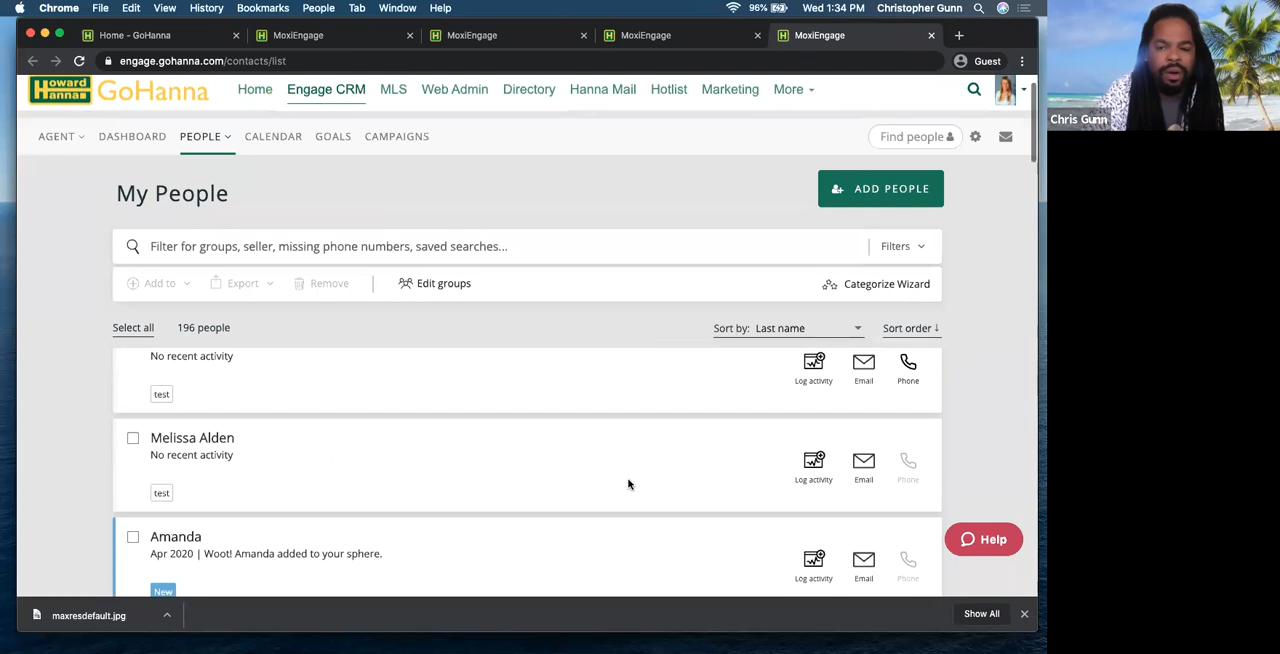 Chrome File Edit View History Bookmarks People Tab Window Help 96% Wed 1:34 PM Christopher Gunn
Home - GoHanna MoxiEngage MoxiEngage MoxiEngage MoxiEngage
engage.gohanna.com/contacts/list Guest
Howard Hanna GoHanna Home Engage CRM MLS Web Admin Directory Hanna Mail Hotlist Marketing More
Chris Gunn
AGENT DASHBOARD PEOPLE CALENDAR GOALS CAMPAIGNS Find people
My People ADD PEOPLE
Filter for groups, seller, missing phone numbers, saved searches... Filters
Add to Export Remove Edit groups Categorize Wizard
Select all 196 people Sort by: Last name Sort order
No recent activity
Log activity Email Phone
test
Melissa Alden
No recent activity
Log activity Email Phone
test
Amanda
Apr 2020 | Woot! Amanda added to your sphere.
Log activity Email Phone
New
Help
maxresdefault.jpg Show All